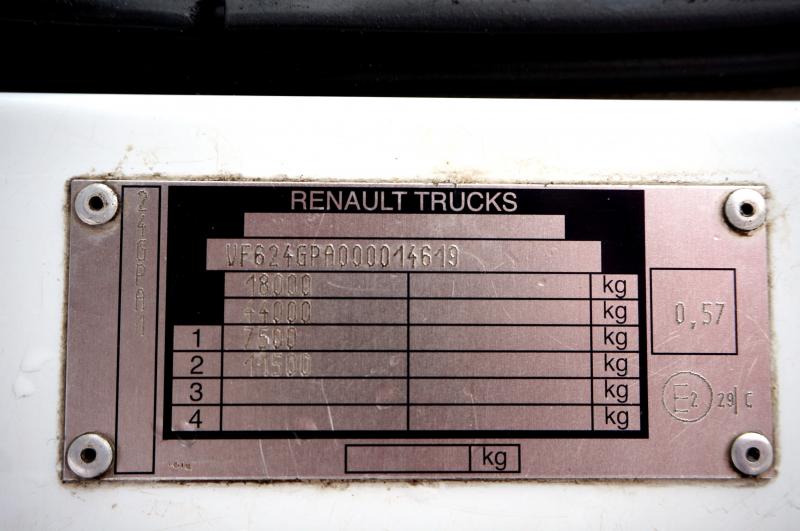 RENAULT TRUCKS
VF624GPA000014619
18000 kg
44000 kg
1 7500 kg
2 11500 kg
3 kg
4 kg
kg
24GPA1
0,57
E2 29 C